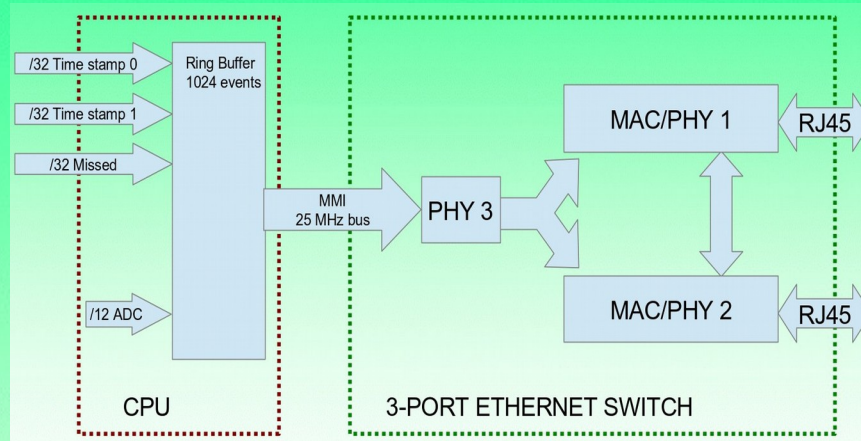 /32 Time stamp 0
/32 Time stamp 1
/32 Missed
/12 ADC
Ring Buffer
1024 events
CPU
MMI
25 MHz bus
PHY 3
MAC/PHY 1
RJ45
MAC/PHY 2
RJ45
3-PORT ETHERNET SWITCH